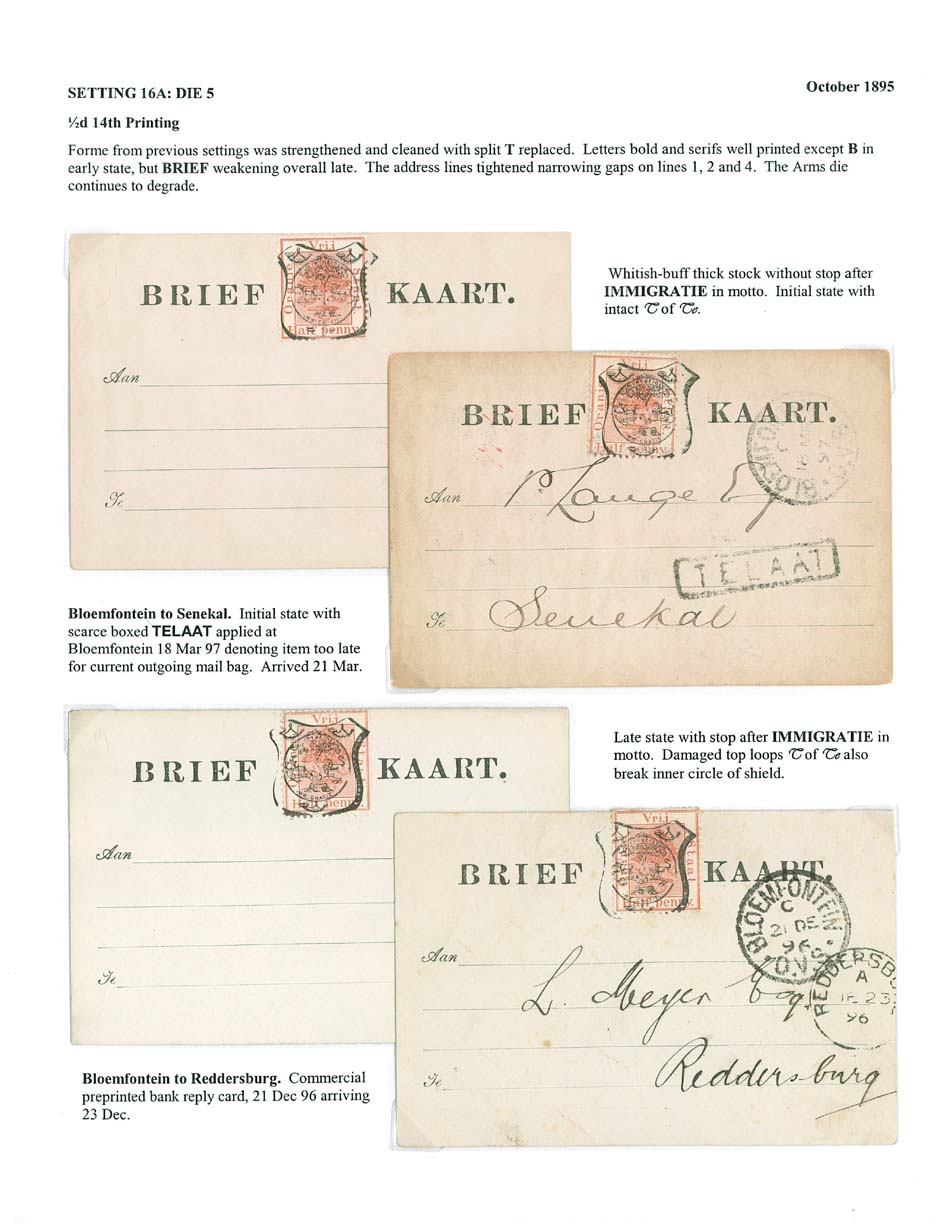 October 1895
SETTING 16A: DIE 5
½d 14th Printing
Forme from previous settings was strengthened and cleaned with split T replaced. Letters bold and serifs well printed except B in
early state, but BRIEF weakening overall late. The address lines tightened narrowing gaps on lines 1, 2 and 4. The Arms die
continues to degrade.
Vrij
Oranje Staat
Half penny.
BRIEF KAART.
Aan
Te
Whitish-buff thick stock without stop after
IMMIGRATIE in motto. Initial state with
intact T of Te.
Vrij
Oranje
Half penny.
BRIEF KAART.
BLOEMFO
Aan P. Lange Esq
TELAAT
Te Senekal
Bloemfontein to Senekal. Initial state with
scarce boxed TELAAT applied at
Bloemfontein 18 Mar 97 denoting item too late
for current outgoing mail bag. Arrived 21 Mar.
Vrij
Half penny.
BRIEF KAART.
Aan
Te
Late state with stop after IMMIGRATIE in
motto. Damaged top loops T of Te also
break inner circle of shield.
Vrij
Staat
Half penny.
BRIEF KAART.
BLOEMFONTEIN
C
21 DE
96
O.V.S.
Aan L. Meyer Esq
REDDERSBU
A
DE 23
96
Te Reddersburg
Bloemfontein to Reddersburg. Commercial
preprinted bank reply card, 21 Dec 96 arriving
23 Dec.